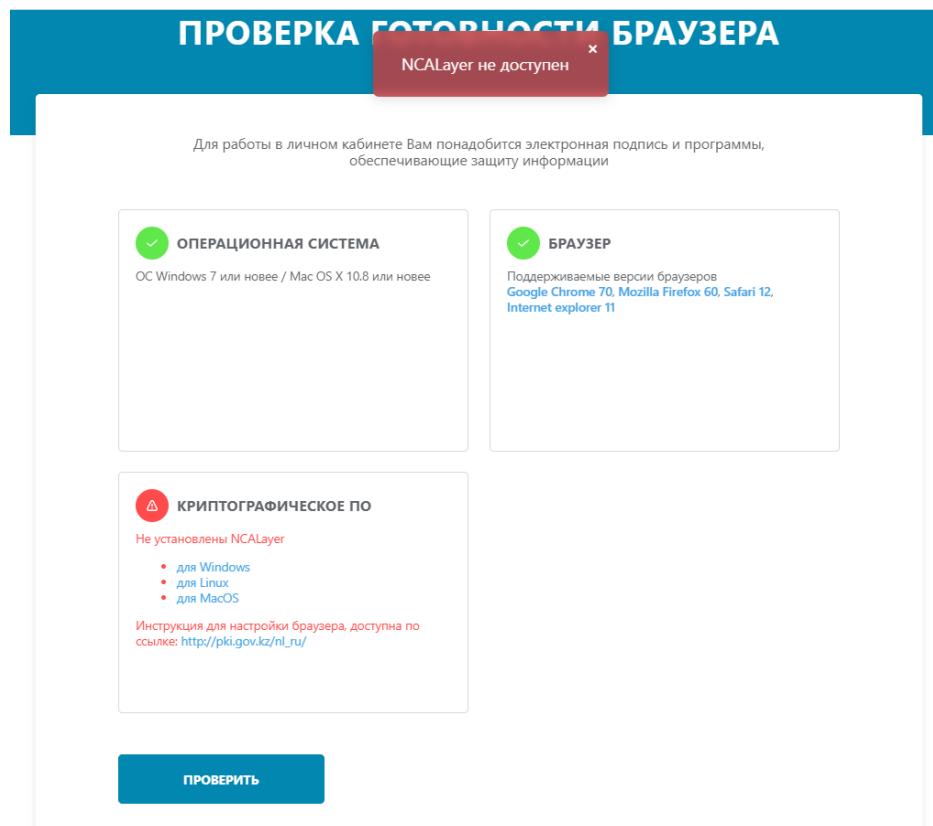 ПРОВЕРКА ГОТОВНОСТИ БРАУЗЕРА
×
NCALayer не доступен
Для работы в личном кабинете Вам понадобится электронная подпись и программы,
обеспечивающие защиту информации
ОПЕРАЦИОННАЯ СИСТЕМА
ОС Windows 7 или новее / Mac OS X 10.8 или новее
БРАУЗЕР
Поддерживаемые версии браузеров
Google Chrome 70, Mozilla Firefox 60, Safari 12,
Internet explorer 11
КРИПТОГРАФИЧЕСКОЕ ПО
Не установлены NCALayer
• для Windows
• для Linux
• для MacOS
Инструкция для настройки браузера, доступна по
ссылке: http://pki.gov.kz/nl_ru/
ПРОВЕРИТЬ